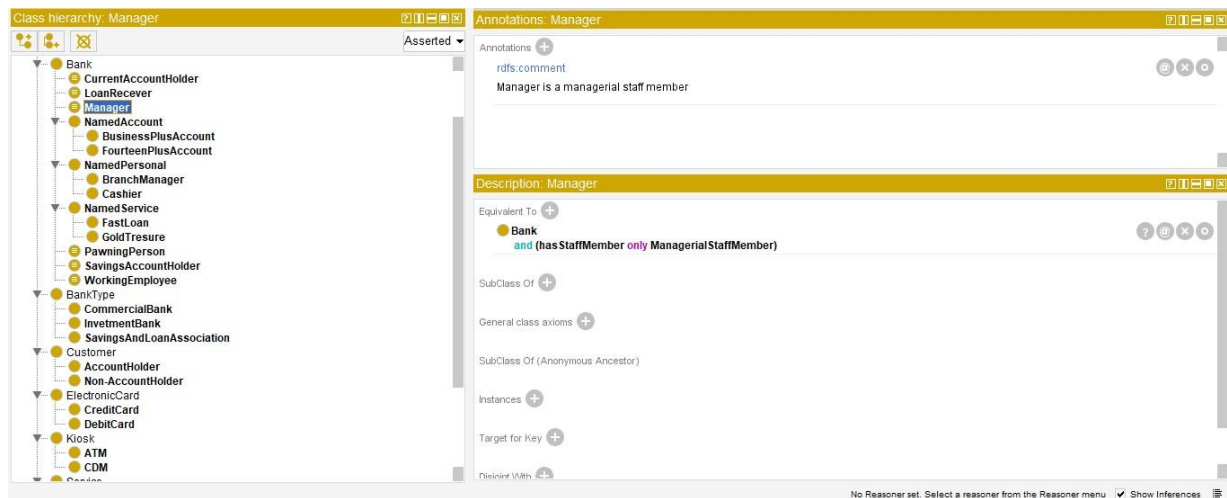 Class hierarchy: Manager
Asserted
Bank
CurrentAccountHolder
LoanRecever
Manager
NamedAccount
BusinessPlusAccount
FourteenPlusAccount
NamedPersonal
BranchManager
Cashier
NamedService
FastLoan
GoldTresure
PawningPerson
SavingsAccountHolder
WorkingEmployee
BankType
CommercialBank
InvetmentBank
SavingsAndLoanAssociation
Customer
AccountHolder
Non-AccountHolder
ElectronicCard
CreditCard
DebitCard
Kiosk
ATM
CDM
Annotations: Manager
Annotations
rdfs:comment
Manager is a managerial staff member
Description: Manager
Equivalent To
Bank
and (hasStaffMember only ManagerialStaffMember)
SubClass Of
General class axioms
SubClass Of (Anonymous Ancestor)
Instances
Target for Key
Disjoint With
No Reasoner set. Select a reasoner from the Reasoner menu Show Inferences